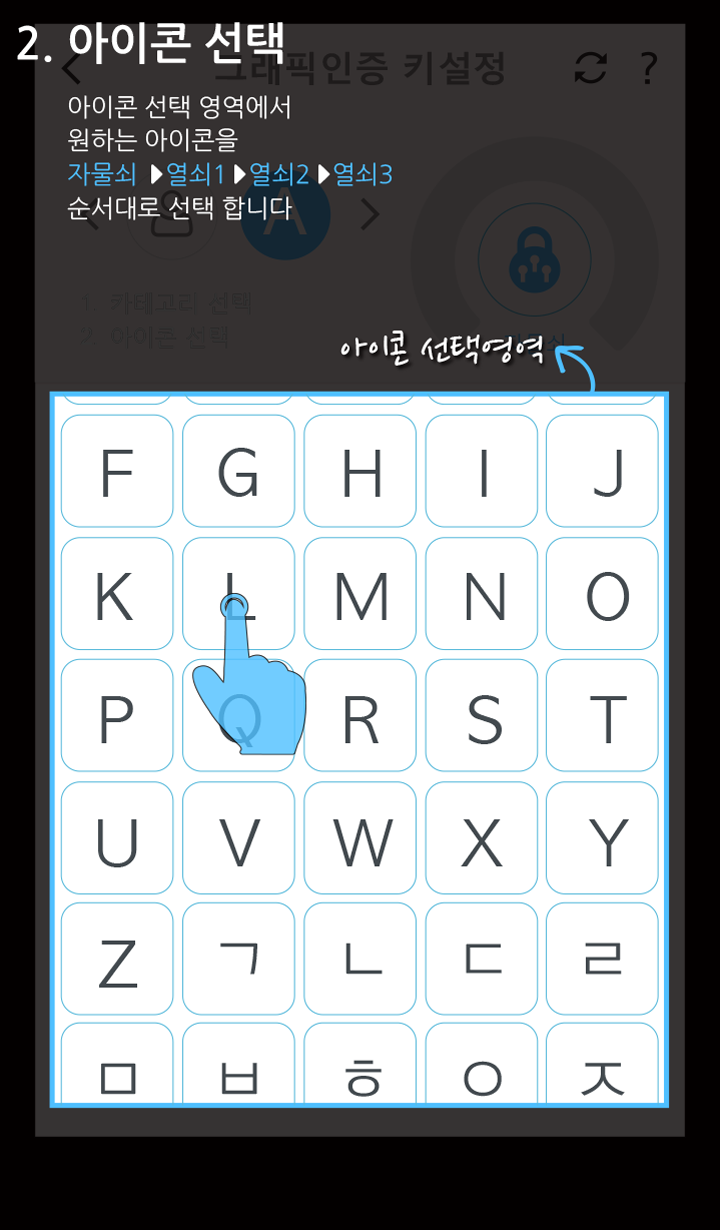 2. 아이콘 선택
그래픽인증 키설정 ?
아이콘 선택 영역에서
원하는 아이콘을
자물쇠 열쇠1 열쇠2 열쇠3
순서대로 선택 합니다
A
1. 카테고리 선택
2. 아이콘 선택
아이콘 선택영역
F G H I J
K L M N O
P Q R S T
U V W X Y
Z ㄱ ㄴ ㄷ ㄹ
ㅁ ㅂ ㅎ ㅇ ㅈ